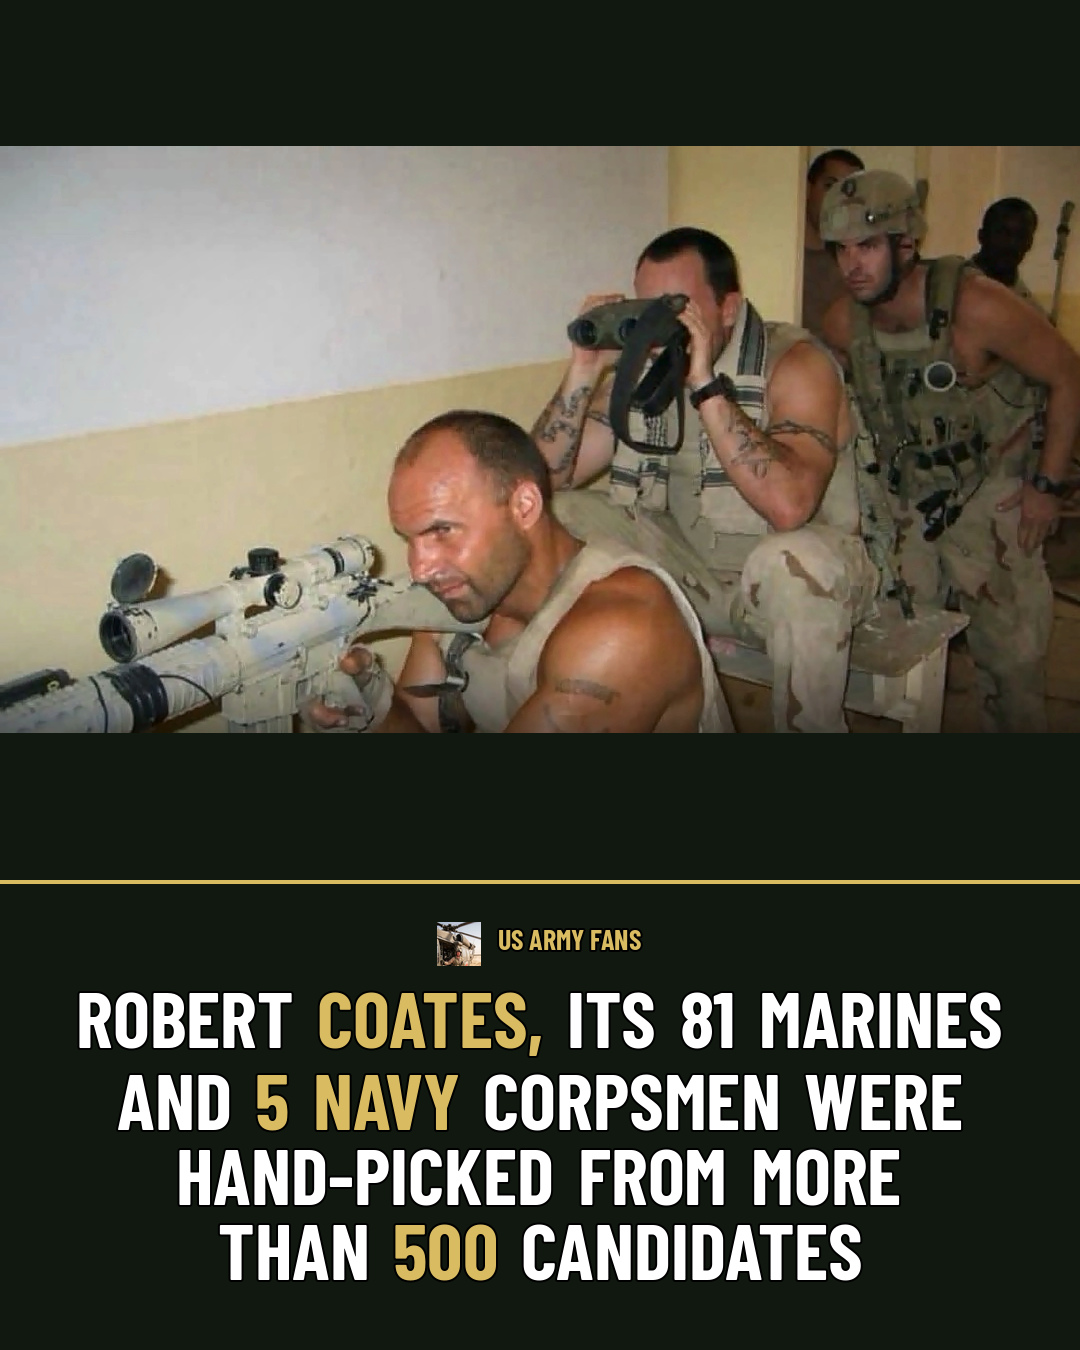 US ARMY FANS
ROBERT COATES, ITS 81 MARINES
AND 5 NAVY CORPSMEN WERE
HAND-PICKED FROM MORE
THAN 500 CANDIDATES